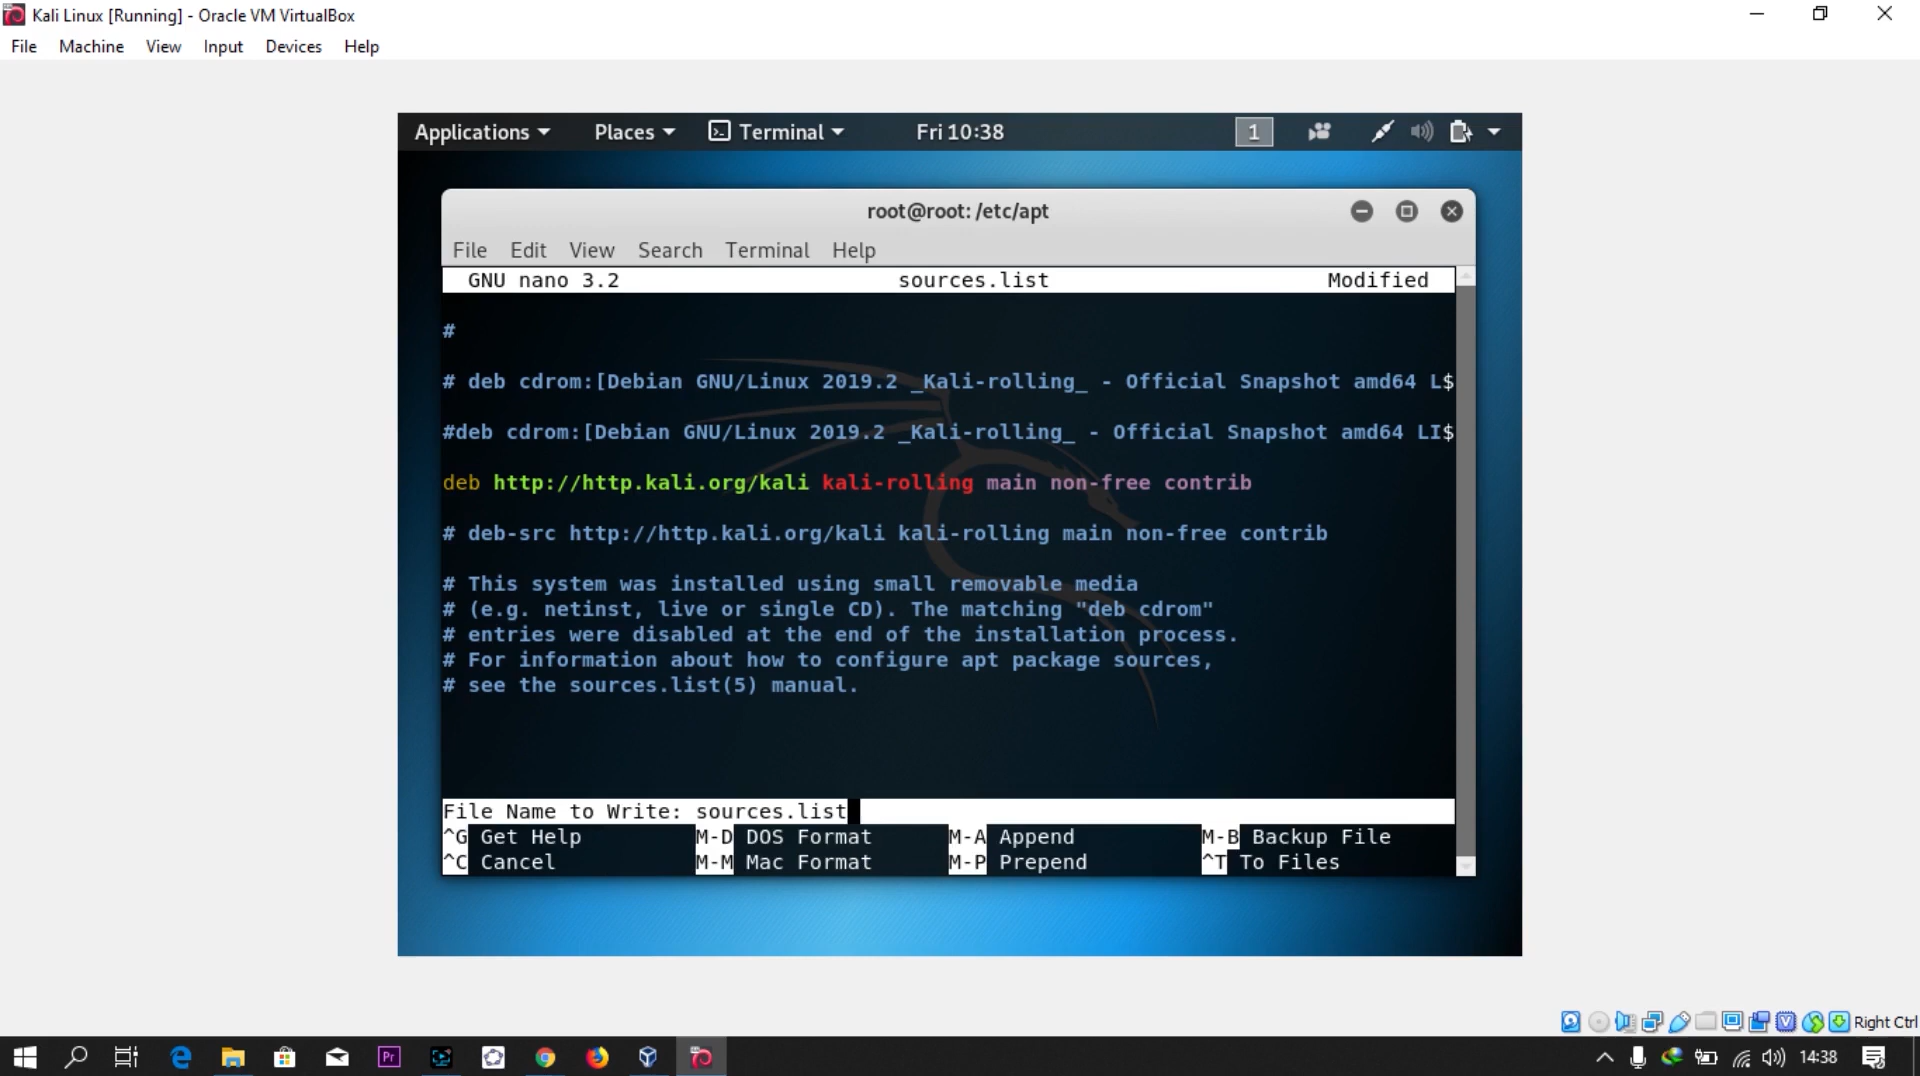 Kali Linux [Running] - Oracle VM VirtualBox
File Machine View Input Devices Help
Applications Places Terminal Fri 10:38 1
root@root: /etc/apt
File Edit View Search Terminal Help
GNU nano 3.2 sources.list Modified
#
# deb cdrom:[Debian GNU/Linux 2019.2 _Kali-rolling_ - Official Snapshot amd64 L$
#deb cdrom:[Debian GNU/Linux 2019.2 _Kali-rolling_ - Official Snapshot amd64 LI$
deb http://http.kali.org/kali kali-rolling main non-free contrib
# deb-src http://http.kali.org/kali kali-rolling main non-free contrib
# This system was installed using small removable media
# (e.g. netinst, live or single CD). The matching "deb cdrom"
# entries were disabled at the end of the installation process.
# For information about how to configure apt package sources,
# see the sources.list(5) manual.
File Name to Write: sources.list
^G Get Help M-D DOS Format M-A Append M-B Backup File
^C Cancel M-M Mac Format M-P Prepend ^T To Files
Right Ctrl
Pr 14:38